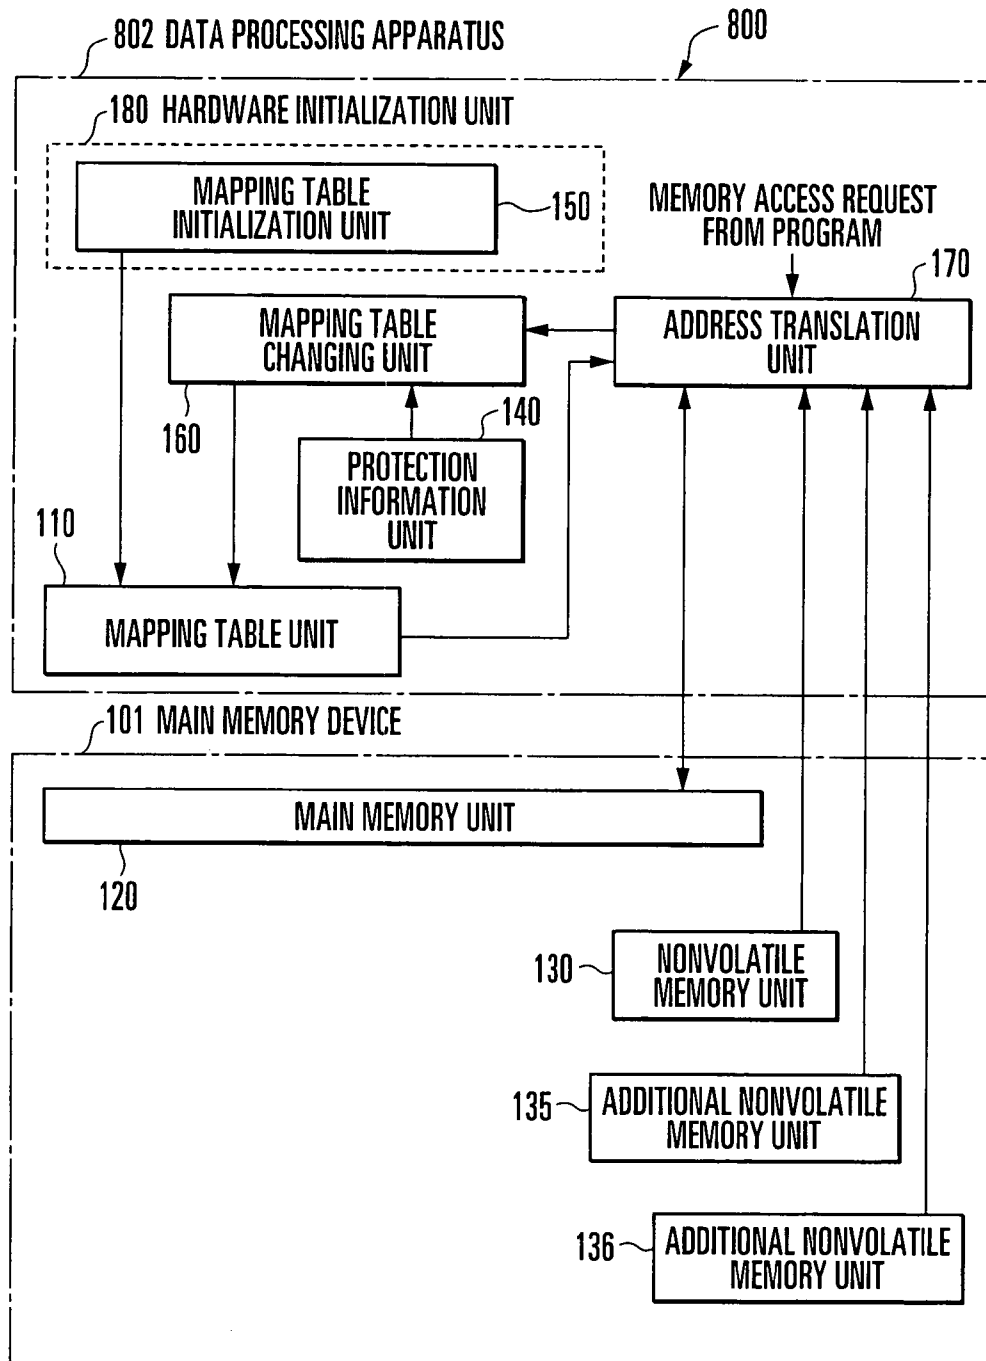 802 DATA PROCESSING APPARATUS
800
180 HARDWARE INITIALIZATION UNIT
MAPPING TABLE
INITIALIZATION UNIT
150
MEMORY ACCESS REQUEST
FROM PROGRAM
170
MAPPING TABLE
CHANGING UNIT
ADDRESS TRANSLATION
UNIT
160
140
PROTECTION
INFORMATION
UNIT
110
MAPPING TABLE UNIT
101 MAIN MEMORY DEVICE
MAIN MEMORY UNIT
120
130
NONVOLATILE
MEMORY UNIT
135
ADDITIONAL NONVOLATILE
MEMORY UNIT
136
ADDITIONAL NONVOLATILE
MEMORY UNIT